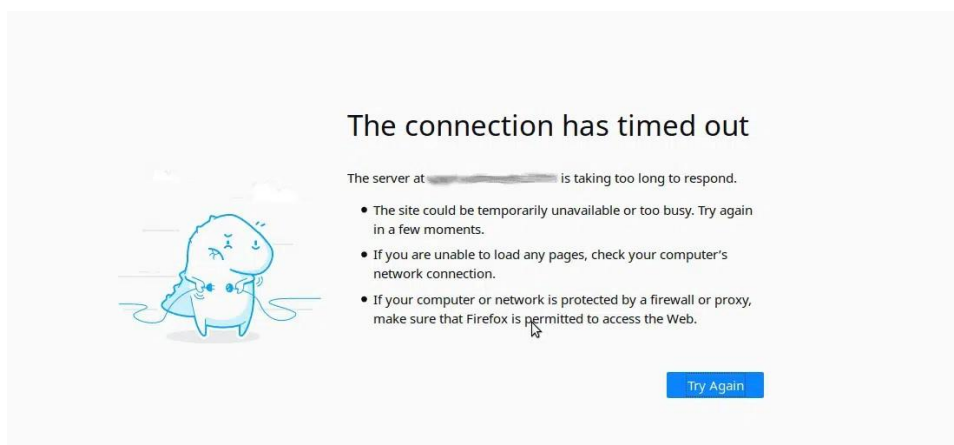 The connection has timed out
The server at is taking too long to respond.
• The site could be temporarily unavailable or too busy. Try again
in a few moments.
• If you are unable to load any pages, check your computer's
network connection.
• If your computer or network is protected by a firewall or proxy,
make sure that Firefox is permitted to access the Web.
Try Again